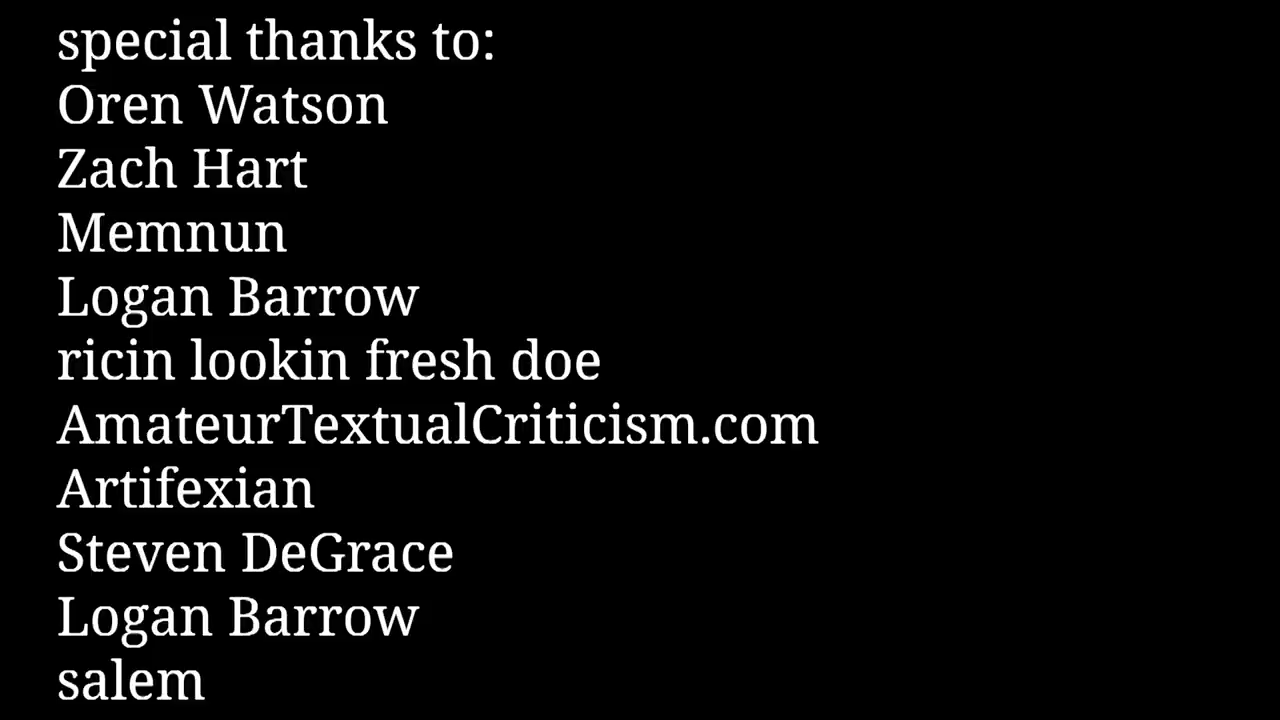 special thanks to:
Oren Watson
Zach Hart
Memnun
Logan Barrow
ricin lookin fresh doe
AmateurTextualCriticism.com
Artifexian
Steven DeGrace
Logan Barrow
salem